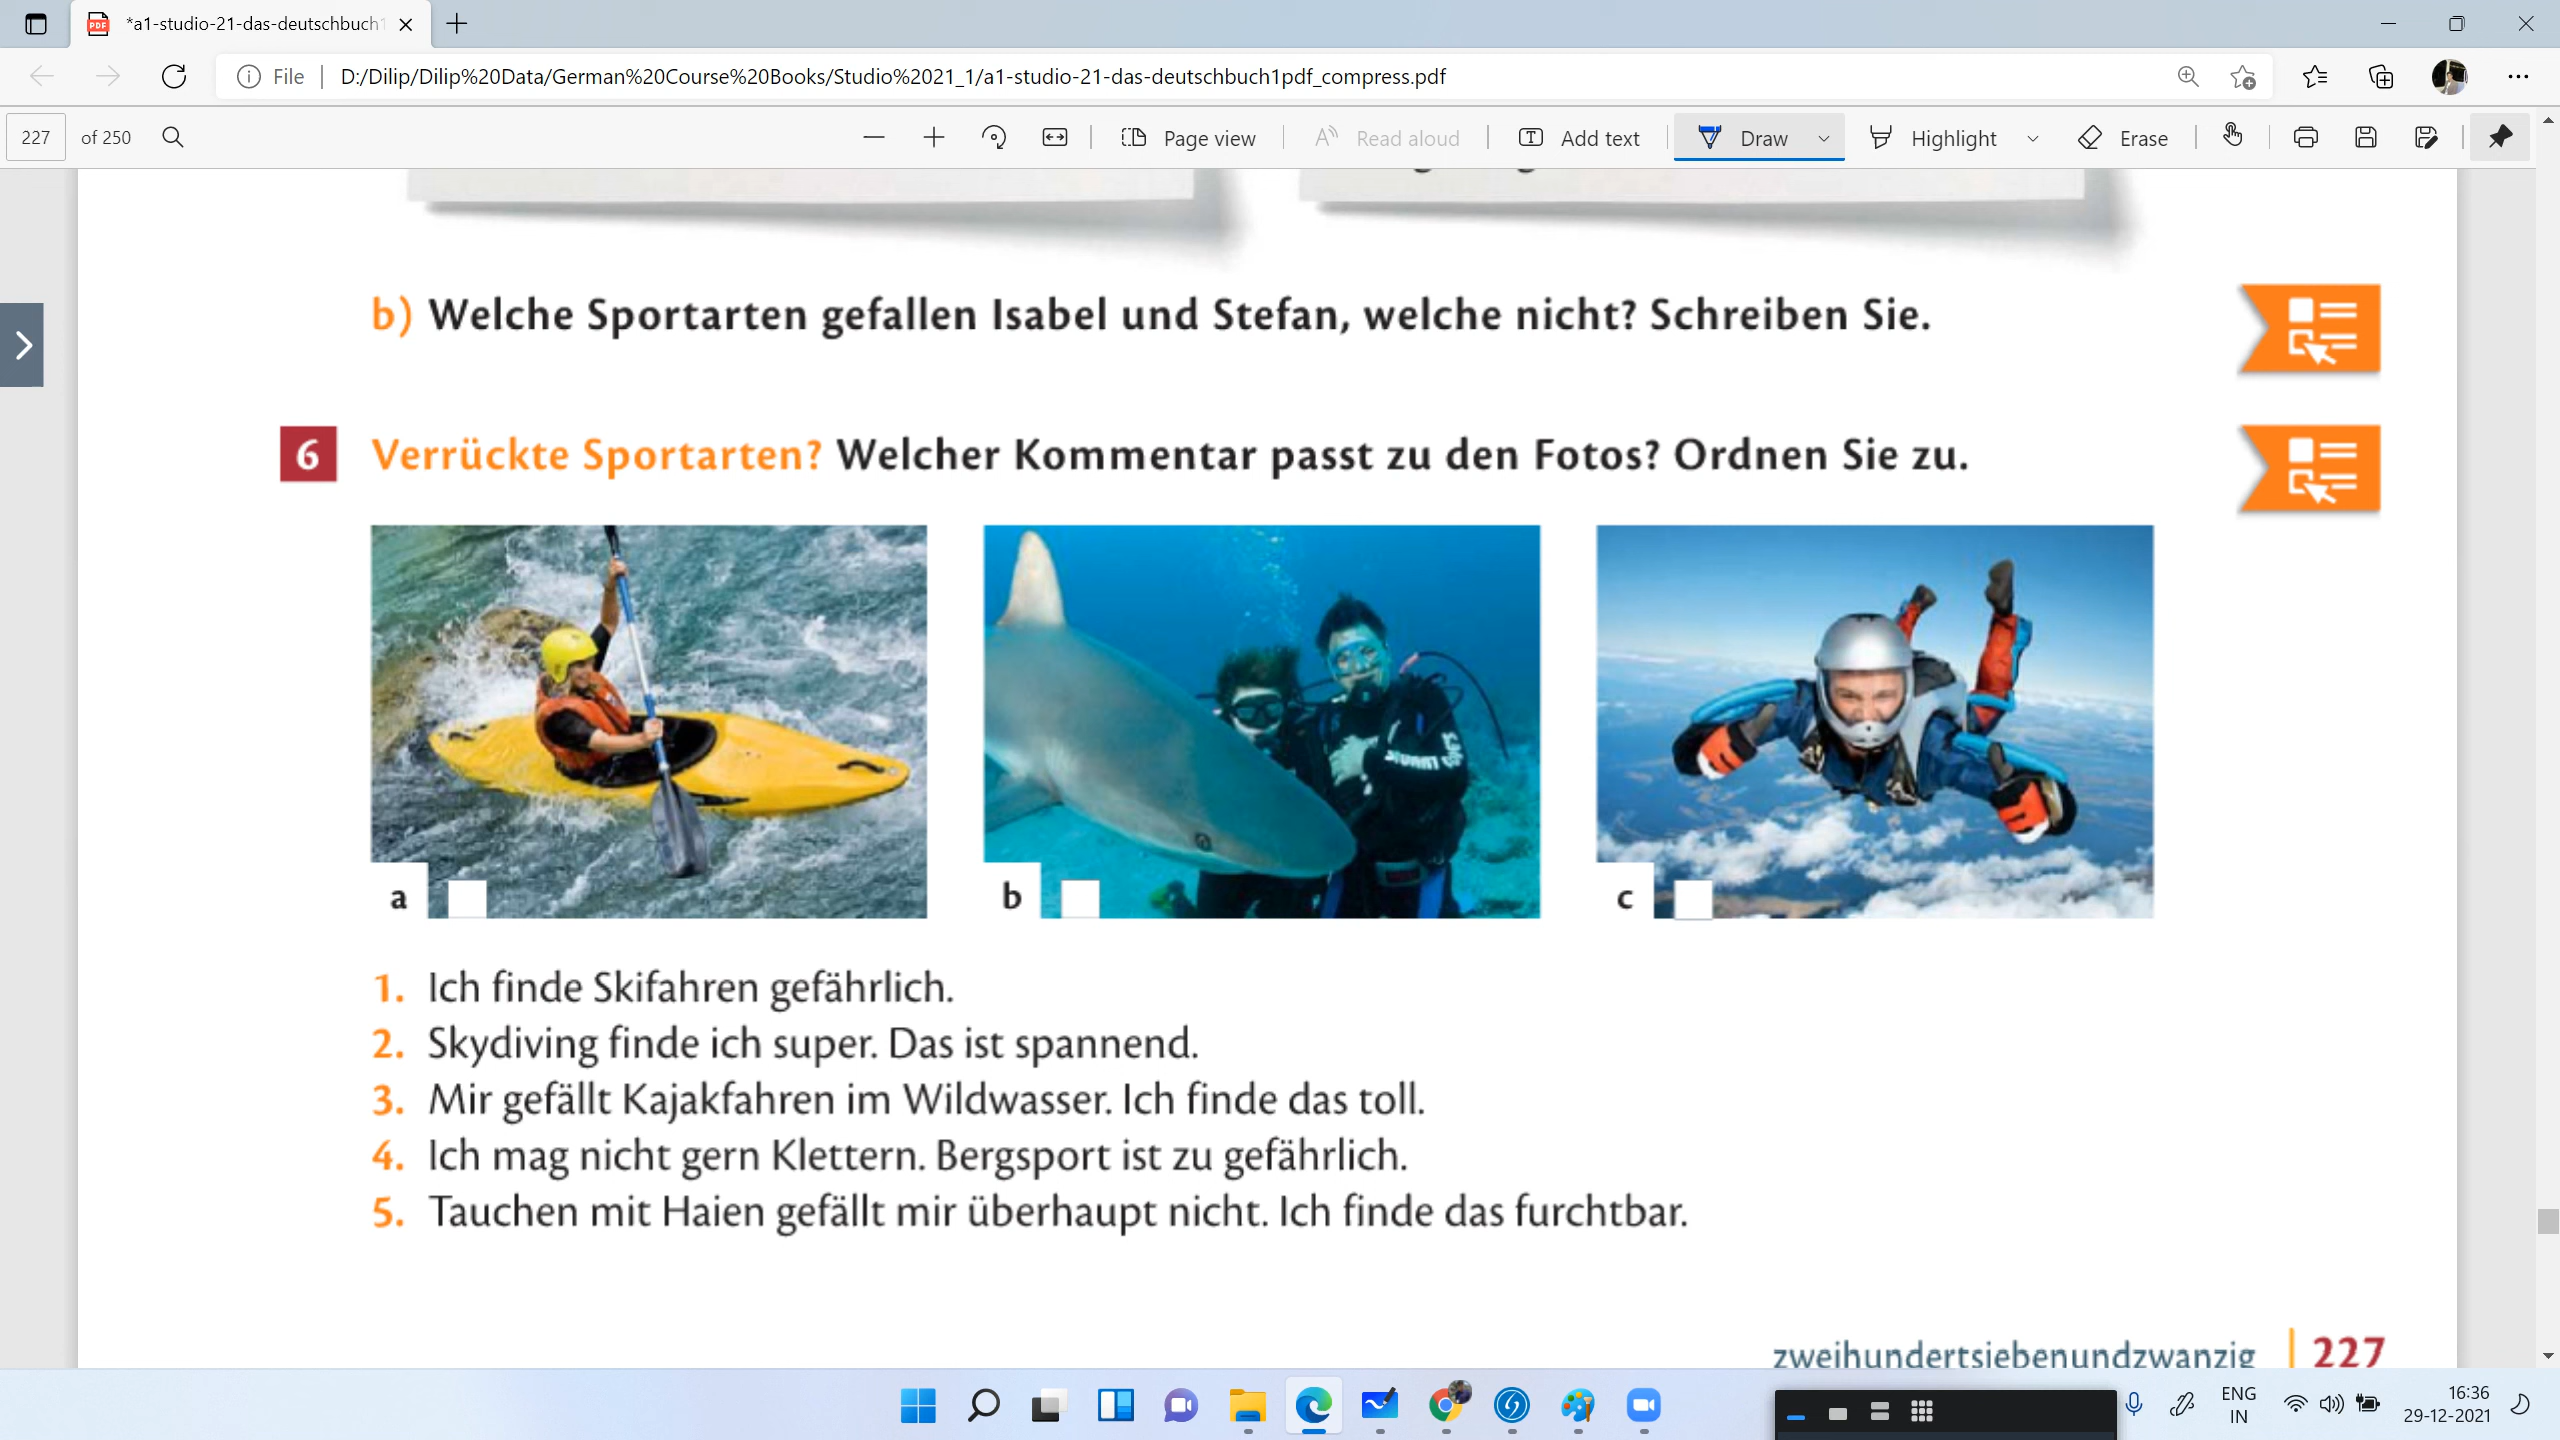 *a1-studio-21-das-deutschbuch1
File D:/Dilip/Dilip%20Data/German%20Course%20Books/Studio%2021_1/a1-studio-21-das-deutschbuch1pdf_compress.pdf
227 of 250 Page view Read aloud Add text Draw Highlight Erase
b) Welche Sportarten gefallen Isabel und Stefan, welche nicht? Schreiben Sie.
6 Verrückte Sportarten? Welcher Kommentar passt zu den Fotos? Ordnen Sie zu.
a b c
1. Ich finde Skifahren gefährlich.
2. Skydiving finde ich super. Das ist spannend.
3. Mir gefällt Kajakfahren im Wildwasser. Ich finde das toll.
4. Ich mag nicht gern Klettern. Bergsport ist zu gefährlich.
5. Tauchen mit Haien gefällt mir überhaupt nicht. Ich finde das furchtbar.
zweihundertsiebenundzwanzig 227
ENG 16:36
IN 29-12-2021